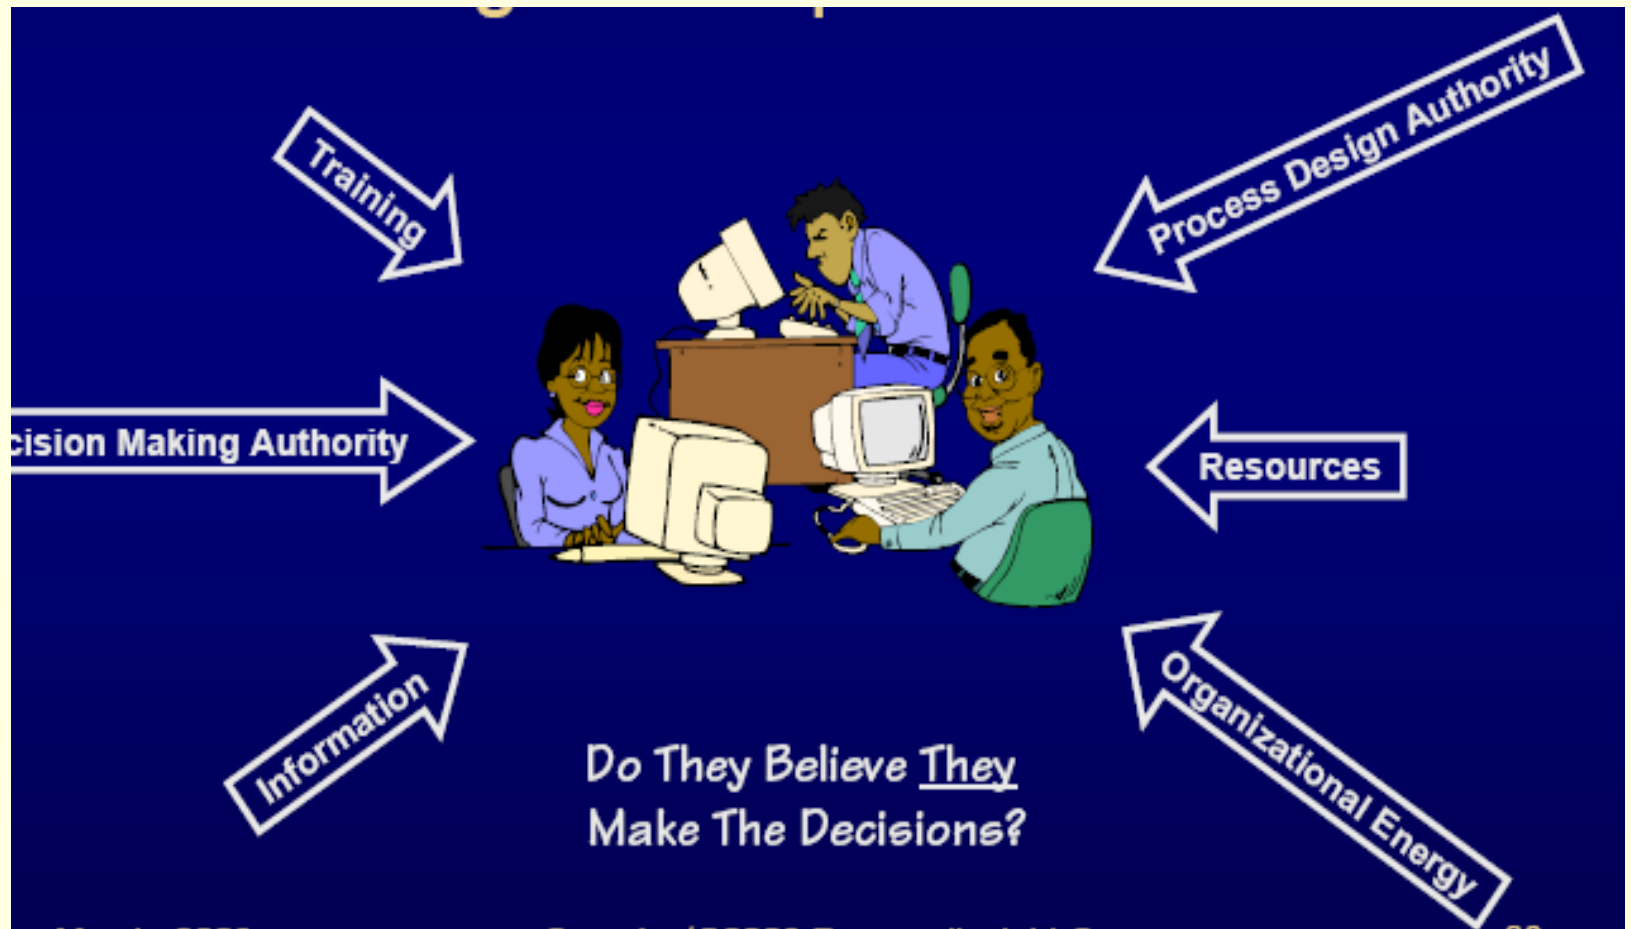 Training
Process Design Authority
cision Making Authority
Resources
Information
Organizational Energy
Do They Believe They
Make The Decisions?